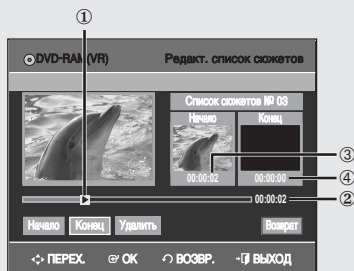 ①
DVD-RAM(VR) Редакт. список сюжетов
Список сюжетов № 03
Начало Конец
③
00:00:02 00:00:00 ④
00:00:02 ②
Начало Конец Удалить Возврат
ПЕРЕХ. OK ВОЗВР. ВЫХОД